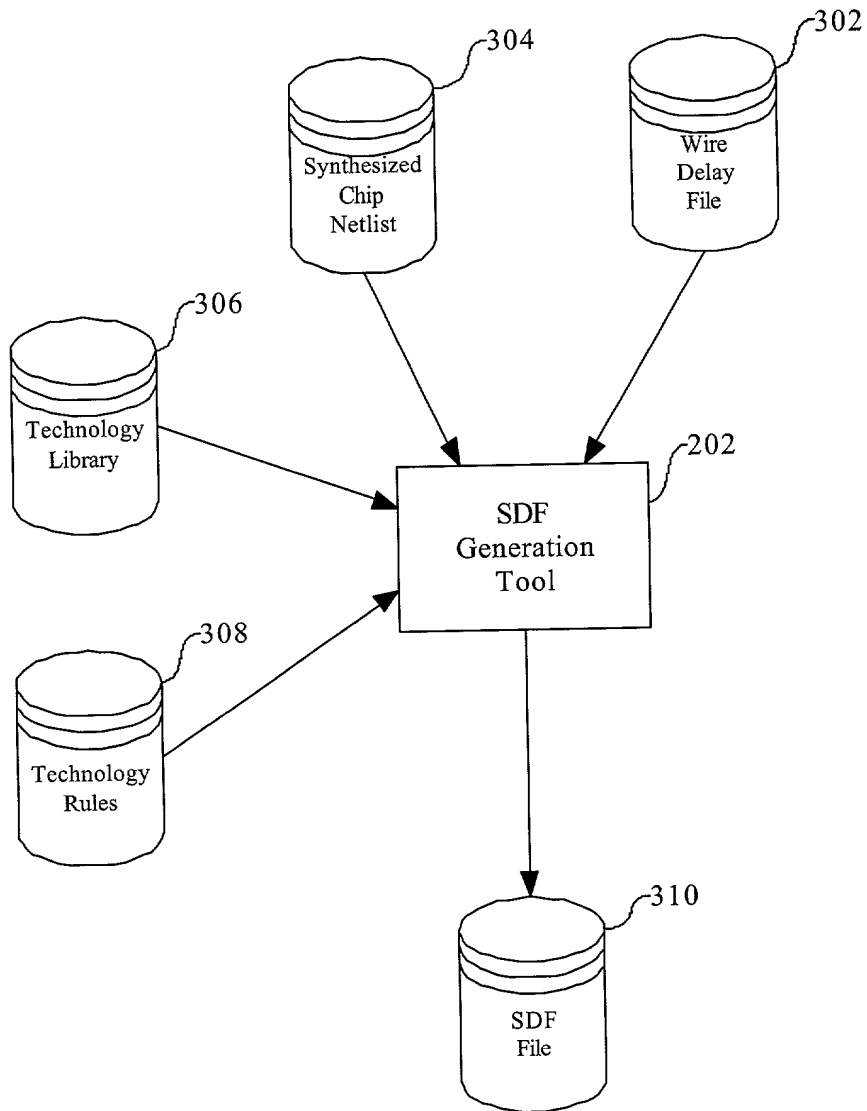 304
302
Synthesized
Chip
Netlist
Wire
Delay
File
306
Technology
Library
202
SDF
Generation
Tool
308
Technology
Rules
310
SDF
File